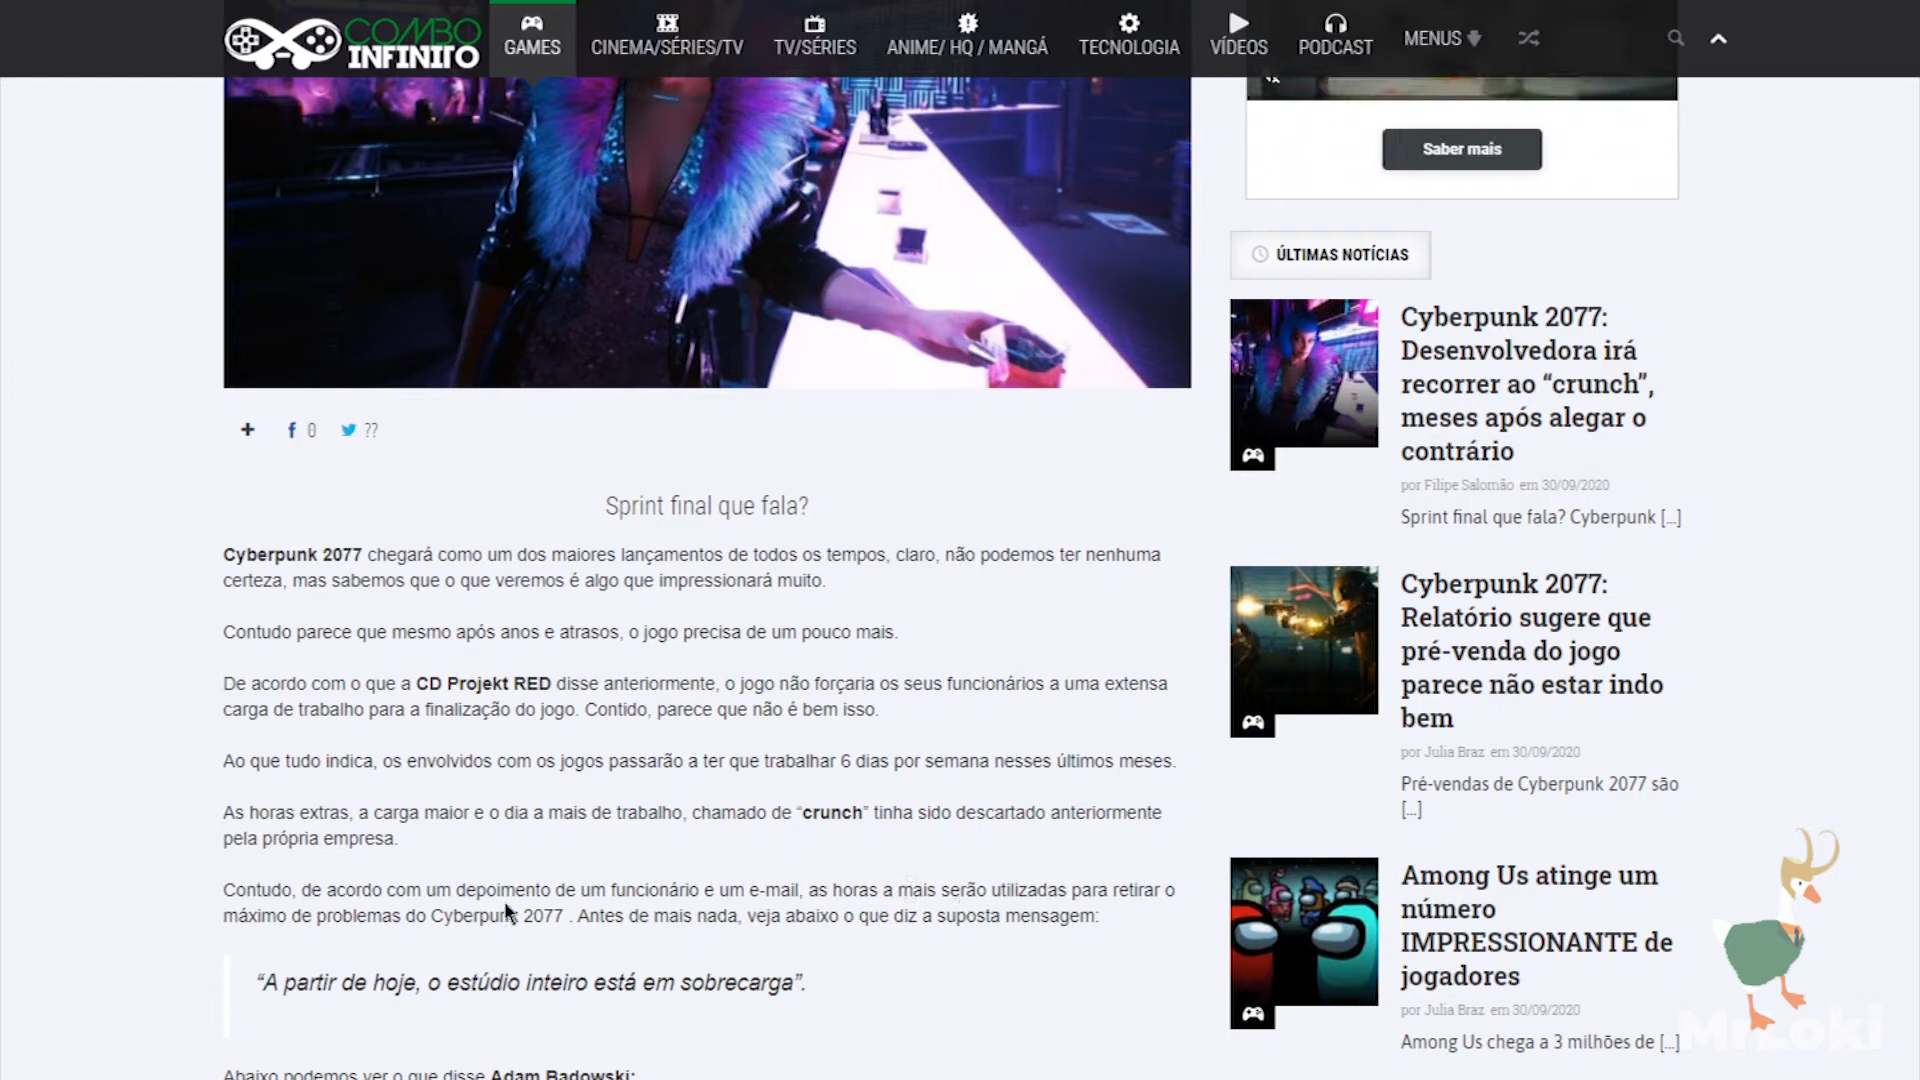 COMBO
INFINITO
GAMES
CINEMA/SÉRIES/TV
TV/SÉRIES
ANIME/ HQ / MANGÁ
TECNOLOGIA
VÍDEOS
PODCAST
MENUS
Saber mais
0
??
Sprint final que fala?
Cyberpunk 2077 chegará como um dos maiores lançamentos de todos os tempos, claro, não podemos ter nenhuma
certeza, mas sabemos que o que veremos é algo que impressionará muito.
Contudo parece que mesmo após anos e atrasos, o jogo precisa de um pouco mais.
De acordo com o que a CD Projekt RED disse anteriormente, o jogo não forçaria os seus funcionários a uma extensa
carga de trabalho para a finalização do jogo. Contido, parece que não é bem isso.
Ao que tudo indica, os envolvidos com os jogos passarão a ter que trabalhar 6 dias por semana nesses últimos meses.
As horas extras, a carga maior e o dia a mais de trabalho, chamado de “crunch” tinha sido descartado anteriormente
pela própria empresa.
Contudo, de acordo com um depoimento de um funcionário e um e-mail, as horas a mais serão utilizadas para retirar o
máximo de problemas do Cyberpunk 2077 . Antes de mais nada, veja abaixo o que diz a suposta mensagem:
“A partir de hoje, o estúdio inteiro está em sobrecarga”.
Abaixo podemos ver o que disse Adam Badowski:
ÚLTIMAS NOTÍCIAS
Cyberpunk 2077:
Desenvolvedora irá
recorrer ao “crunch”,
meses após alegar o
contrário
por Filipe Salomão em 30/09/2020
Sprint final que fala? Cyberpunk [...]
Cyberpunk 2077:
Relatório sugere que
pré-venda do jogo
parece não estar indo
bem
por Julia Braz em 30/09/2020
Pré-vendas de Cyberpunk 2077 são
[...]
Among Us atinge um
número
IMPRESSIONANTE de
jogadores
por Julia Braz em 30/09/2020
Among Us chega a 3 milhões de [...]
MrLoki